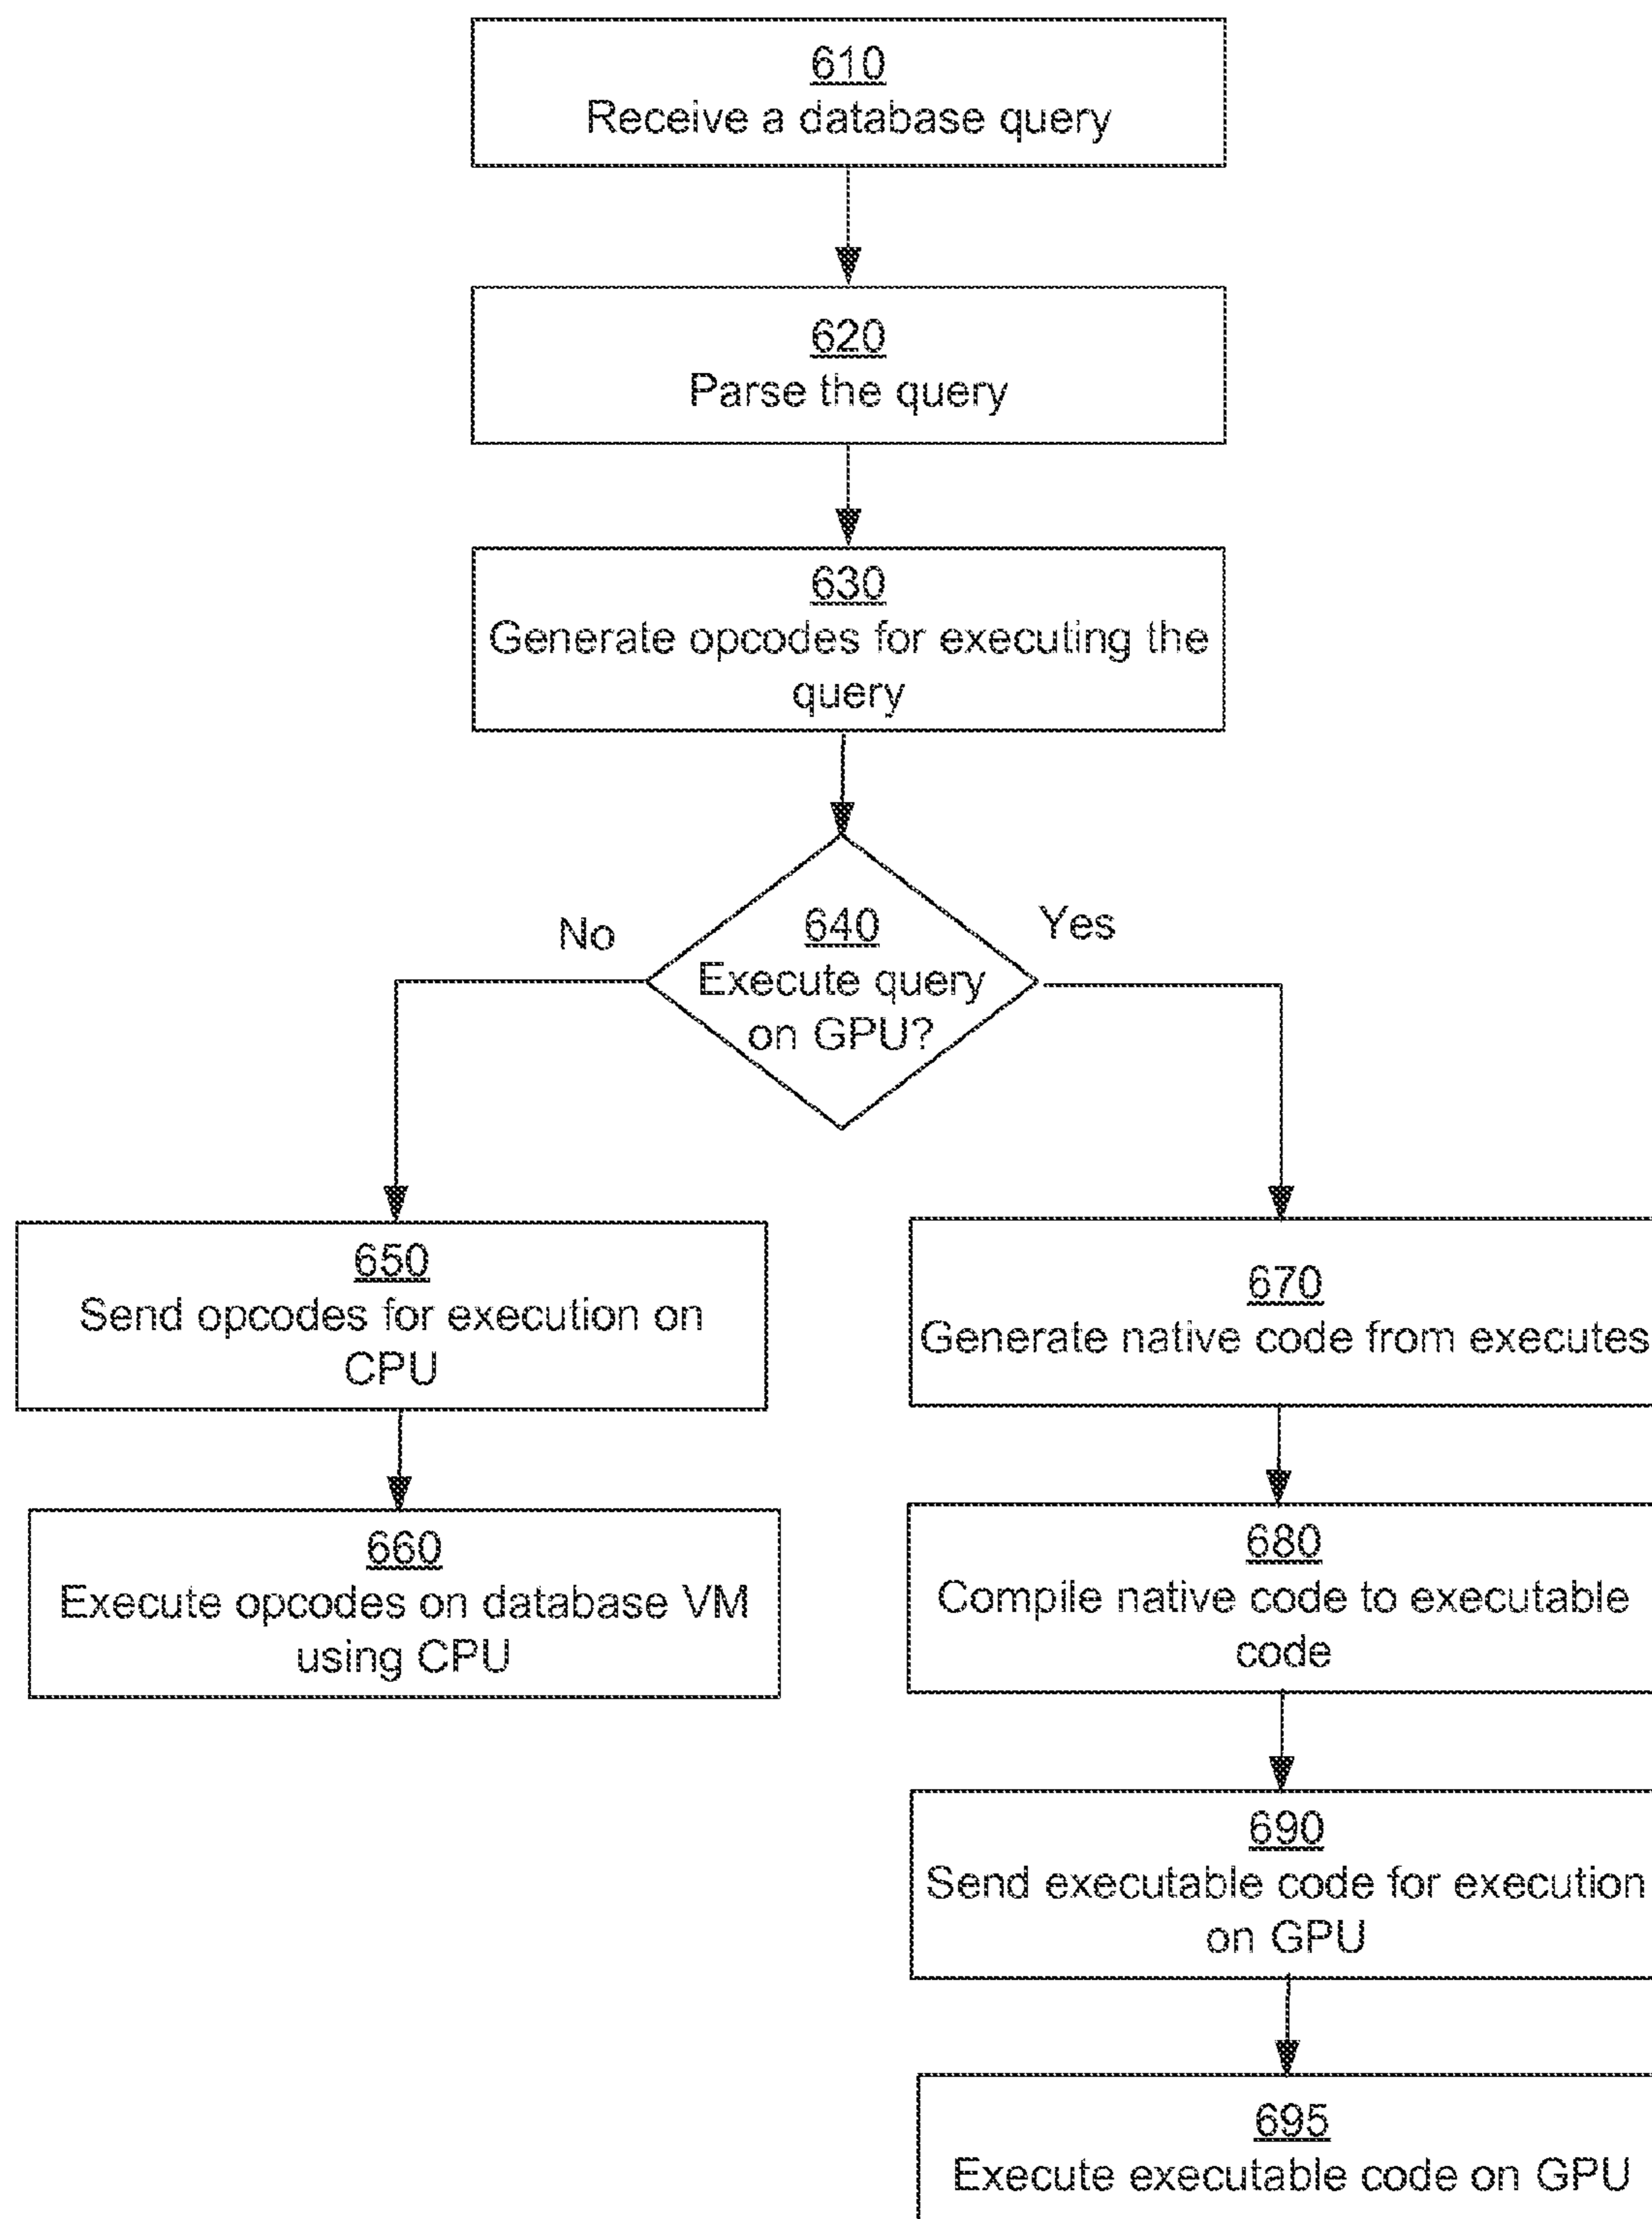 610
Receive a database query
620
Parse the query
630
Generate opcodes for executing the
query
640
Execute query
on GPU?
No
Yes
650
Send opcodes for execution on
CPU
660
Execute opcodes on database VM
using CPU
670
Generate native code from executes
680
Compile native code to executable
code
690
Send executable code for execution
on GPU
695
Execute executable code on GPU